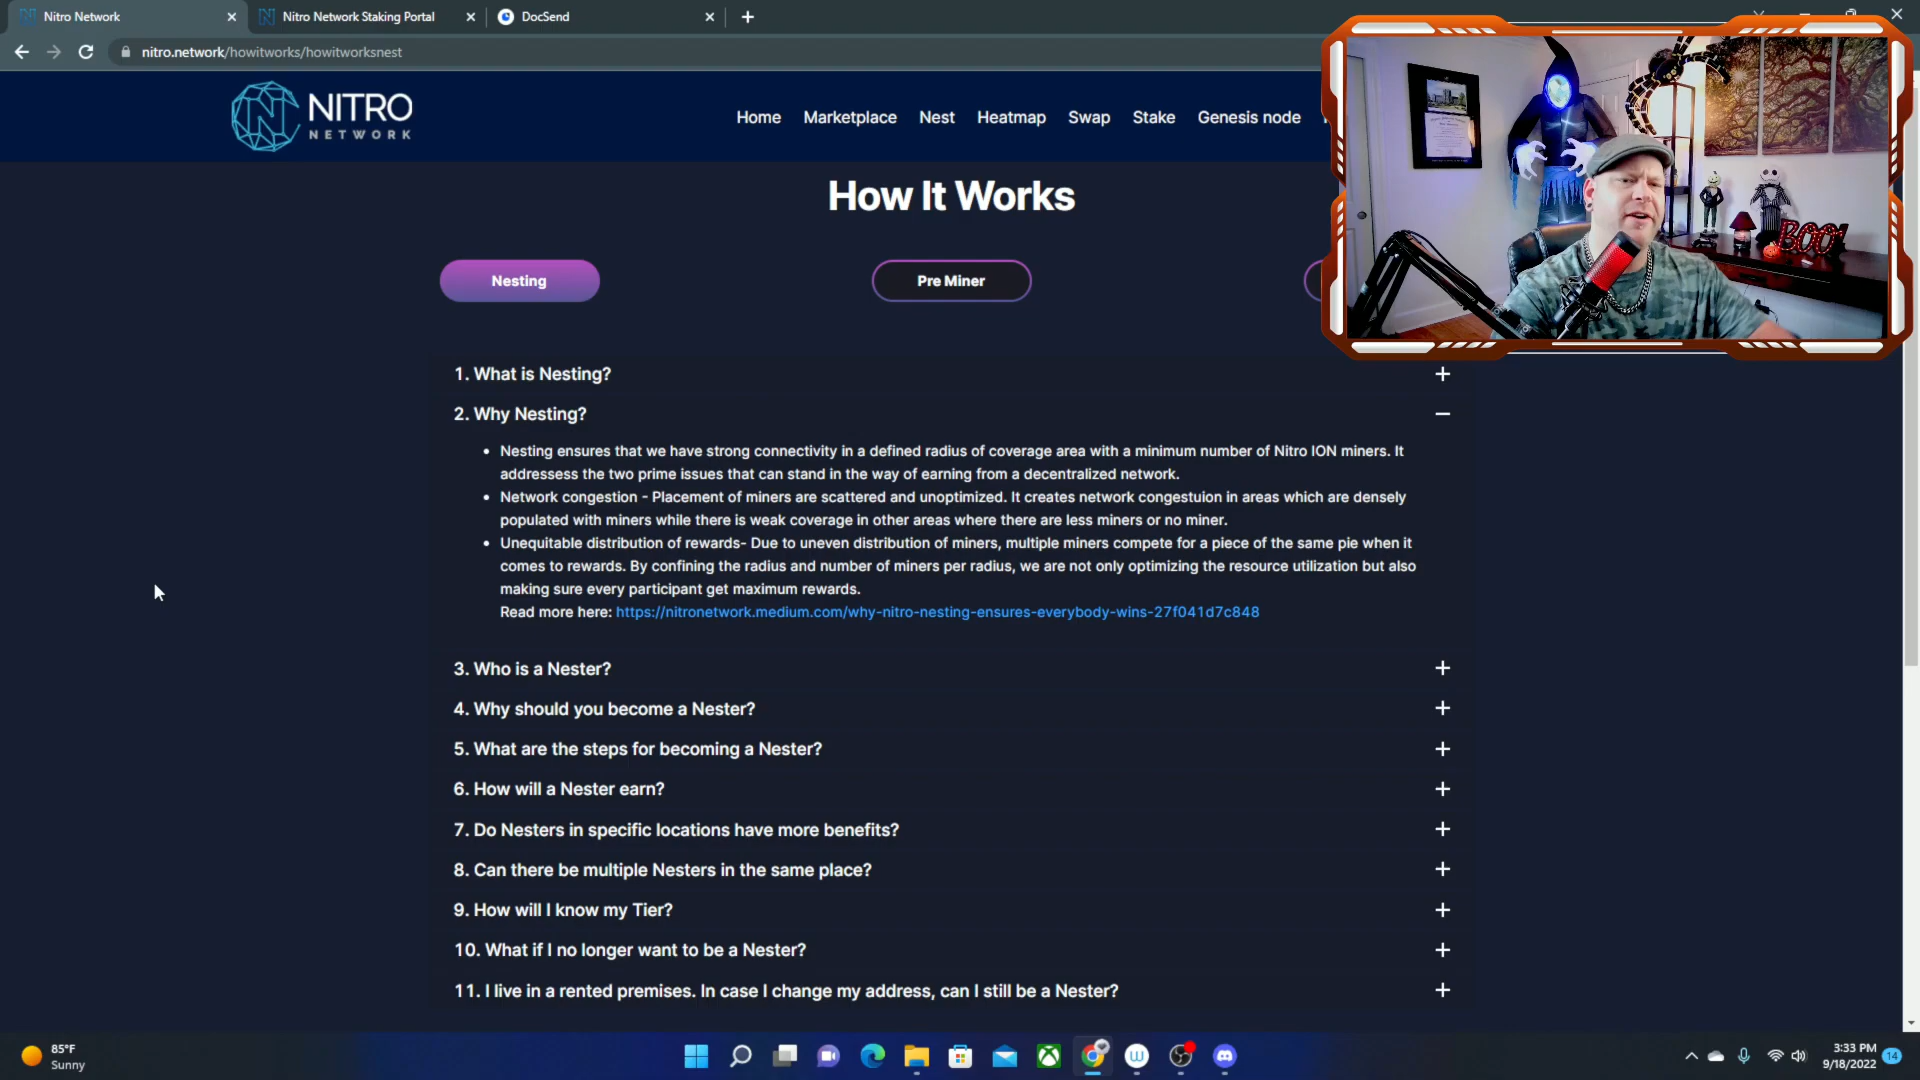 Nitro Network
Nitro Network Staking Portal
DocSend
nitro.network/howitworks/howitworksnest
NITRO
NETWORK
Home Marketplace Nest Heatmap Swap Stake Genesis node
How It Works
Nesting
Pre Miner
BOO!
1. What is Nesting?
2. Why Nesting?
• Nesting ensures that we have strong connectivity in a defined radius of coverage area with a minimum number of Nitro ION miners. It
addressess the two prime issues that can stand in the way of earning from a decentralized network.
• Network congestion - Placement of miners are scattered and unoptimized. It creates network congestuion in areas which are densely
populated with miners while there is weak coverage in other areas where there are less miners or no miner.
• Unequitable distribution of rewards- Due to uneven distribution of miners, multiple miners compete for a piece of the same pie when it
comes to rewards. By confining the radius and number of miners per radius, we are not only optimizing the resource utilization but also
making sure every participant get maximum rewards.
Read more here: https://nitronetwork.medium.com/why-nitro-nesting-ensures-everybody-wins-27f041d7c848
3. Who is a Nester?
4. Why should you become a Nester?
5. What are the steps for becoming a Nester?
6. How will a Nester earn?
7. Do Nesters in specific locations have more benefits?
8. Can there be multiple Nesters in the same place?
9. How will I know my Tier?
10. What if I no longer want to be a Nester?
11. I live in a rented premises. In case I change my address, can I still be a Nester?
85°F
Sunny
3:33 PM
9/18/2022
14